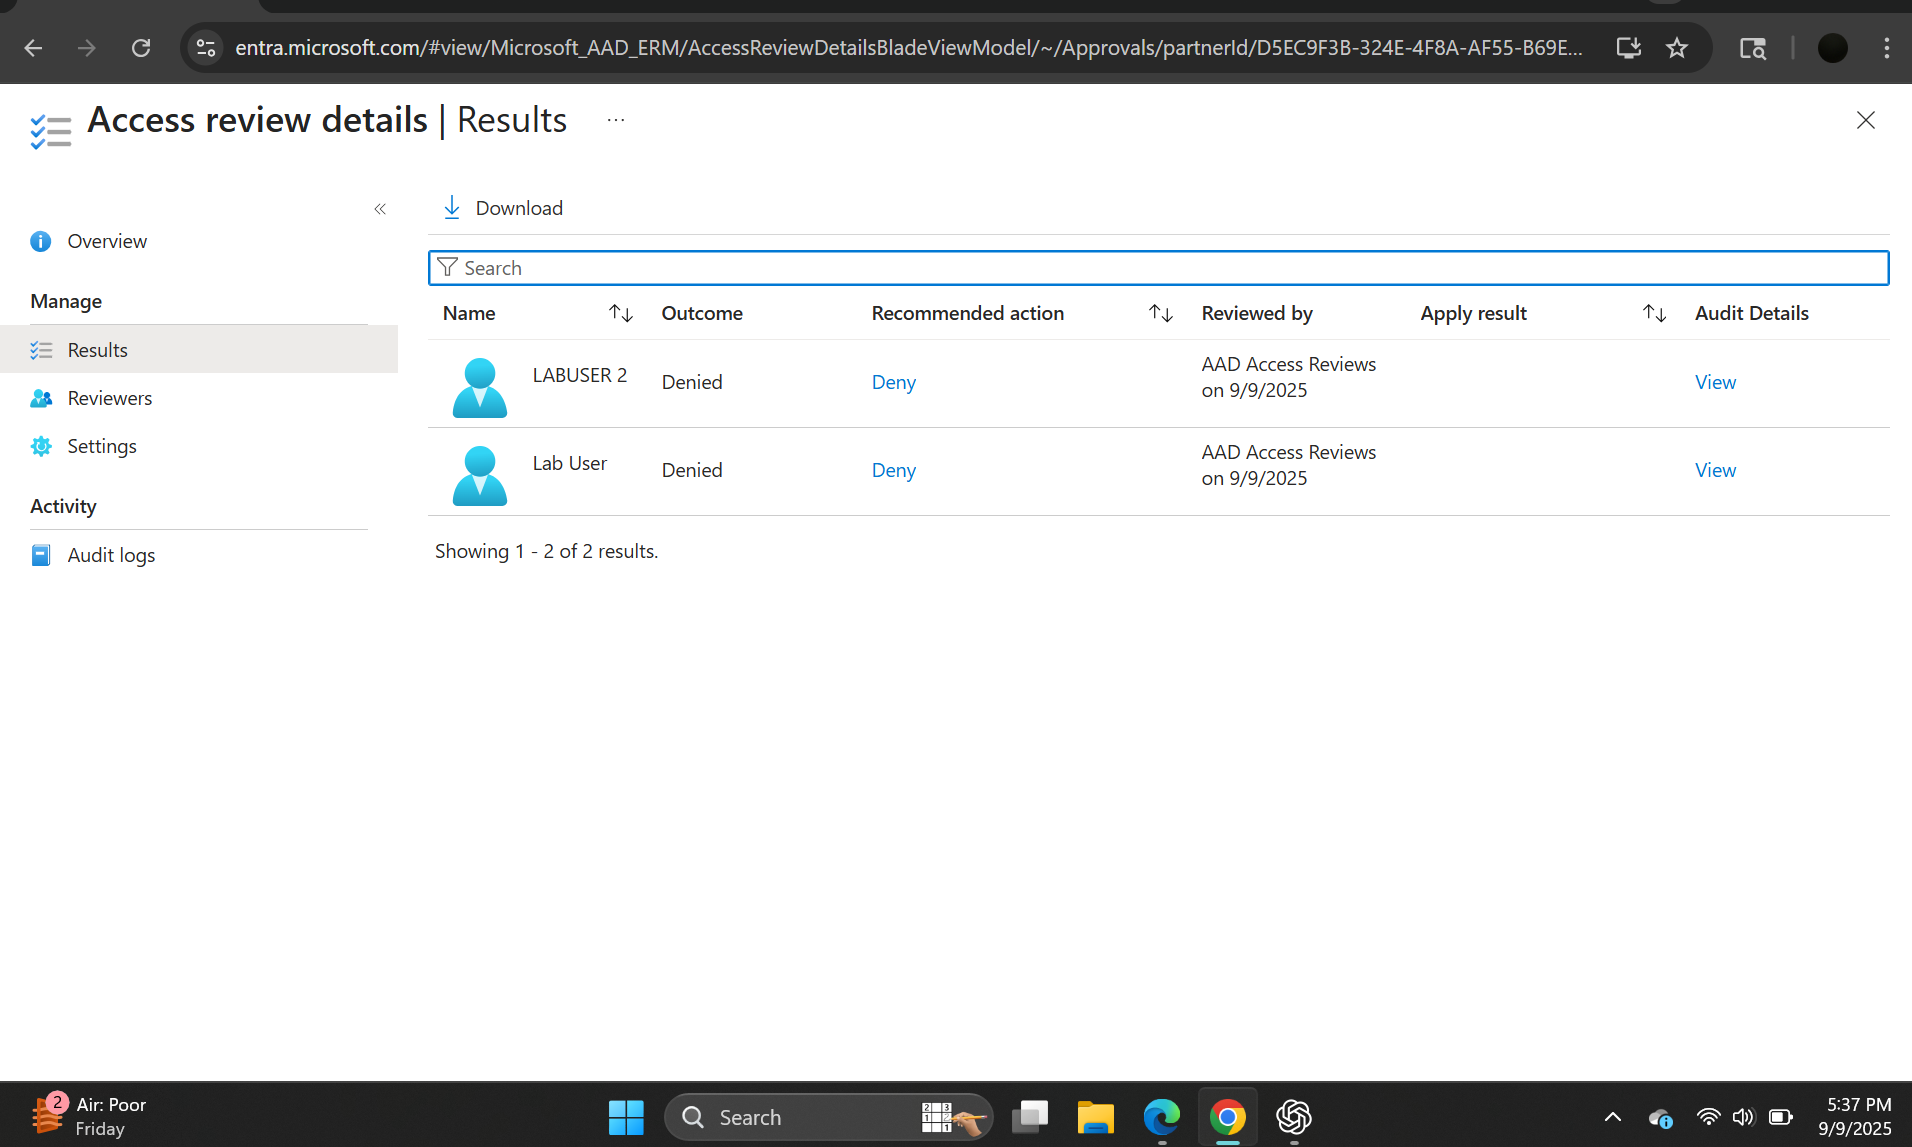 entra.microsoft.com/#view/Microsoft_AAD_ERM/AccessReviewDetailsBladeViewModel/~/Approvals/partnerId/D5EC9F3B-324E-4F8A-AF55-B69E...
Access review details | Results ...
Download
Overview
Search
Manage
Name Outcome Recommended action Reviewed by Apply result Audit Details
Results
Reviewers
Settings
LABUSER 2 Denied Deny AAD Access Reviews
on 9/9/2025 View
Lab User Denied Deny AAD Access Reviews
on 9/9/2025 View
Activity
Audit logs
Showing 1 - 2 of 2 results.
2 Air: Poor
Friday
Search
5:37 PM
9/9/2025